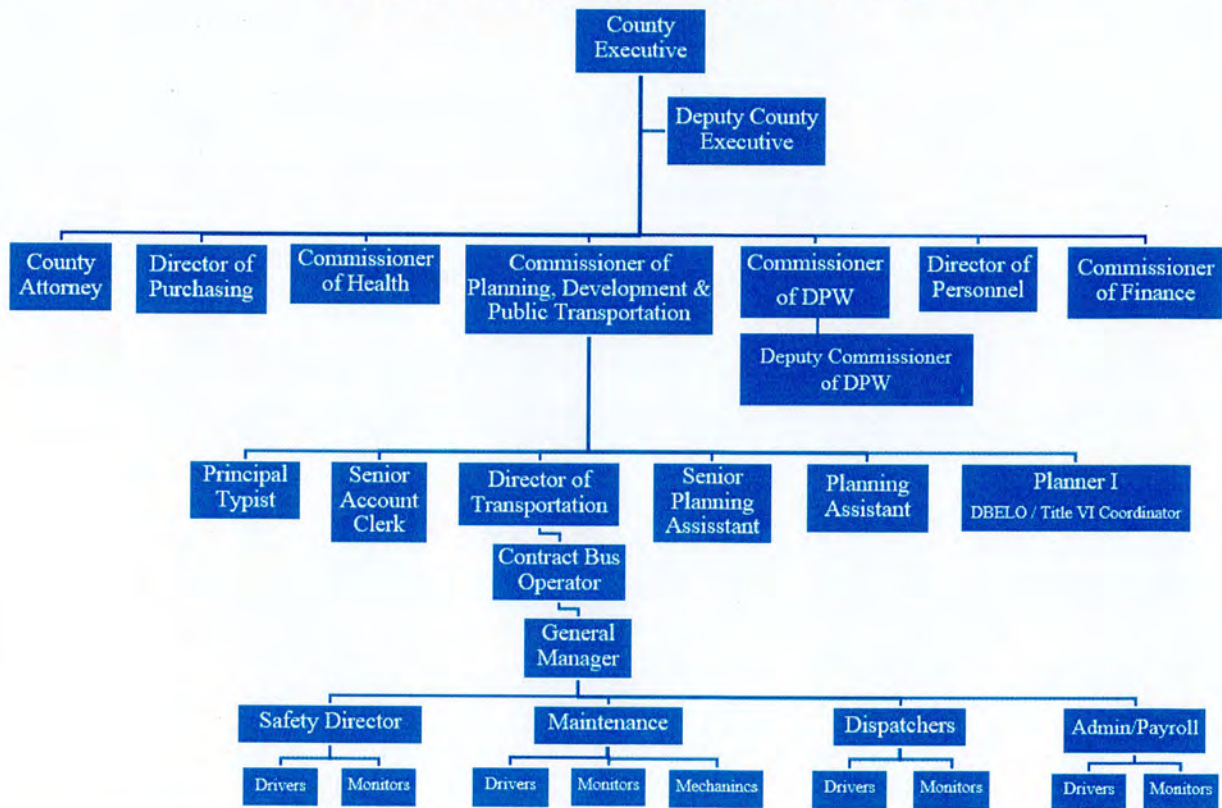 County
Executive
Deputy County
Executive
County
Attorney
Director of
Purchasing
Commissioner
of Health
Commissioner of
Planning, Development &
Public Transportation
Commissioner
of DPW
Director of
Personnel
Commissioner
of Finance
Deputy Commissioner
of DPW
Principal
Typist
Senior
Account
Clerk
Director of
Transportation
Senior
Planning
Assisstant
Planning
Assistant
Planner I
DBELO / Title VI Coordinator
Contract Bus
Operator
General
Manager
Safety Director
Maintenance
Dispatchers
Admin/Payroll
Drivers
Monitors
Drivers
Monitors
Mechanincs
Drivers
Monitors
Drivers
Monitors